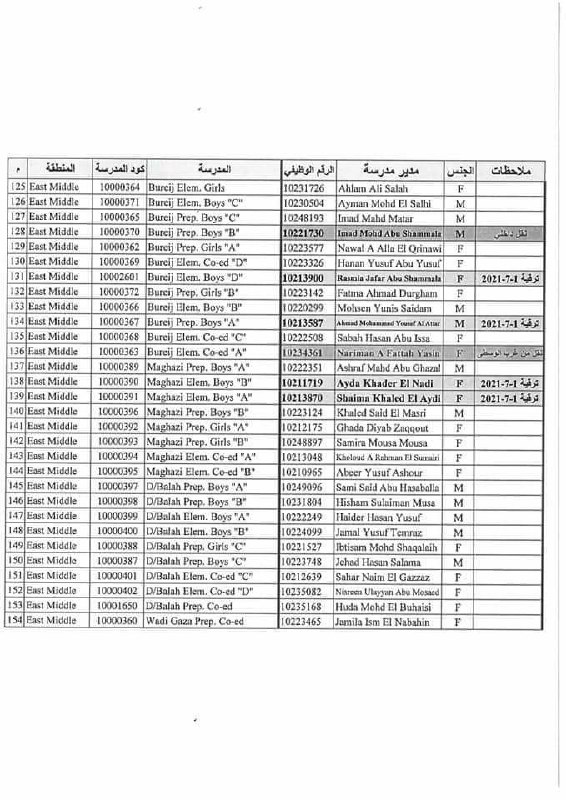 م المنطقة كود المدرسة المدرسة الرقم الوظيفي مدير مدرسة الجنس ملاحظات
125 East Middle 10000364 Bureij Elem. Girls 10231726 Ahlam Ali Salah F
126 East Middle 10000371 Bureij Elem. Boys "C" 10230504 Ayman Mohd El Salhi M
127 East Middle 10000365 Bureij Prep. Boys "C" 10248193 Imad Mahd Matar M
128 East Middle 10000370 Bureij Prep. Boys "B" 10221730 Imad Mohd Abu Shammala M نقل داخلي
129 East Middle 10000362 Bureij Prep. Girls "A" 10223577 Nawal A Alla El Qrinawi F
130 East Middle 10000369 Bureij Elem. Co-ed "A" 10223326 Hanan Yusuf Abu Yusuf F
131 East Middle 10002601 Bureij Elem. Boys "D" 10213900 Rasmia Jafar Abu Shammala F ترقية 1-7-2021
132 East Middle 10000372 Bureij Prep. Girls "B" 10223142 Fatma Ahmad Durgham F
133 East Middle 10000366 Bureij Elem. Boys "B" 10220299 Mohsen Yunis Saidam M
134 East Middle 10000367 Bureij Prep. Boys "A" 10213587 Ahmad Mohammad Yousuf Al Attar M ترقية 1-7-2021
135 East Middle 10000368 Bureij Elem. Co-ed "C" 10222508 Sabah Hasan Abu Issa F
136 East Middle 10000363 Bureij Elem. Co-ed "A" 10234361 Nariman A Fattah Yasin F نقل من غرب الوسطى
137 East Middle 10000389 Maghazi Prep. Boys "A" 10222351 Ashraf Mahd Abu Ghazal M
138 East Middle 10000390 Maghazi Elem. Boys "B" 10211719 Ayda Khader El Nadi F ترقية 1-7-2021
139 East Middle 10000391 Maghazi Elem. Boys "A" 10213870 Shaima Khaled El Aydi F ترقية 1-7-2021
140 East Middle 10000396 Maghazi Prep. Boys "B" 10223124 Khaled Said El Masri M
141 East Middle 10000392 Maghazi Prep. Girls "A" 10212175 Ghada Diyab Zaqqout F
142 East Middle 10000393 Maghazi Prep. Girls "B" 10248897 Samira Mousa Mousa F
143 East Middle 10000394 Maghazi Elem. Co-ed "A" 10213048 Kholoud A Rahman El F
144 East Middle 10000395 Maghazi Elem. Co-ed "B" 10210965 Abeer Yusuf Ashour F
145 East Middle 10000397 D/Balah Prep. Boys "A" 10249096 Sami Said Abu Hasaballa M
146 East Middle 10000398 D/Balah Prep. Boys "B" 10231804 Hisham Sulaiman Musa M
147 East Middle 10000399 D/Balah Elem. Boys "A" 10222249 Haider Hasan Yusuf M
148 East Middle 10000400 D/Balah Elem. Boys "B" 10224099 Jamal Yusuf Temraz M
149 East Middle 10000388 D/Balah Prep. Girls "C" 10221527 Ibtisam Mohd Shaqalaih F
150 East Middle 10000387 D/Balah Prep. Boys "C" 10223748 Jehad Hasan Salama M
151 East Middle 10000401 D/Balah Elem. Co-ed "C" 10212639 Sahar Naim El Gazzaz F
152 East Middle 10000402 D/Balah Elem. Co-ed "D" 10235082 Nisreen Ulayyan Abu Mosaed F
153 East Middle 10001650 D/Balah Prep. Co-ed 10235168 Huda Mohd El Buhaisi F
154 East Middle 10000360 Wadi Gaza Prep. Co-ed 10223465 Jamila Ism El Nabahin F